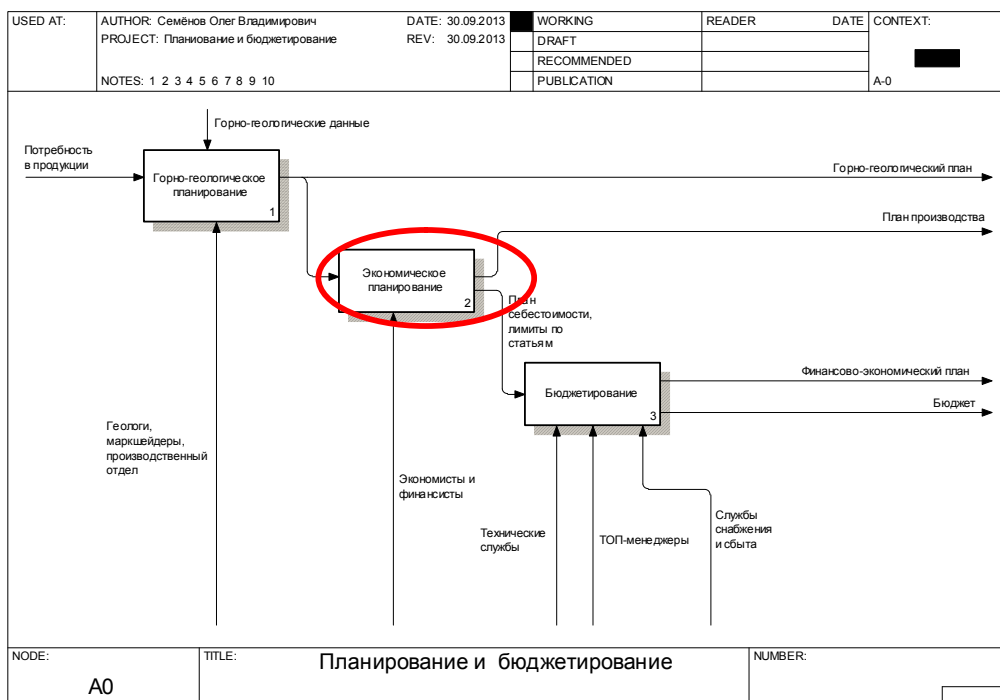 USED AT:
AUTHOR: Семёнов Олег Владимирович
DATE: 30.09.2013
PROJECT: Планиование и бюджетирование
REV: 30.09.2013
NOTES: 1 2 3 4 5 6 7 8 9 10
WORKING
DRAFT
RECOMMENDED
PUBLICATION
READER
DATE
CONTEXT:
A-0
Горно-геологические данные
Потребность
в продукции
Горно-геологическое
планирование
1
Горно-геологический план
План производства
Экономическое
планирование
2
План
себестоимости,
лимиты по
статьям
Бюджетирование
3
Финансово-экономический план
Бюджет
Геологи,
маркшейдеры,
производственный
отдел
Экономисты и
финансисты
Технические
службы
ТОП-менеджеры
Службы
снабжения
и сбыта
NODE:
A0
TITLE:
Планирование и бюджетирование
NUMBER: